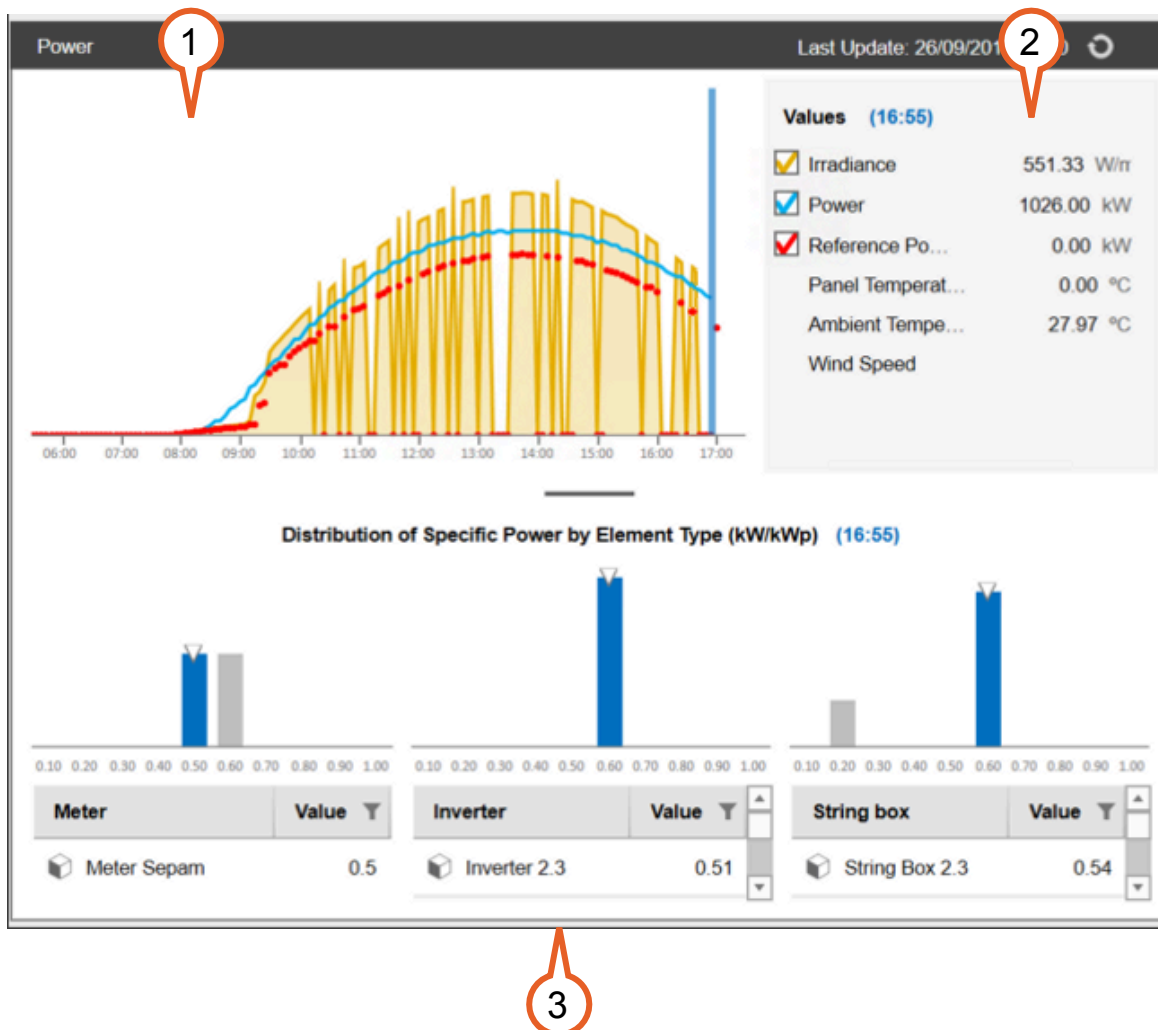 Power 1 Last Update: 26/09/201 2 0
Values (16:55)
Irradiance 551.33 W/m
Power 1026.00 kW
Reference Po... 0.00 kW
Panel Temperat... 0.00 ºC
Ambient Tempe... 27.97 ºC
Wind Speed
06:00 07:00 08:00 09:00 10:00 11:00 12:00 13:00 14:00 15:00 16:00 17:00
Distribution of Specific Power by Element Type (kW/kWp) (16:55)
0.10 0.20 0.30 0.40 0.50 0.60 0.70 0.80 0.90 1.00 0.10 0.20 0.30 0.40 0.50 0.60 0.70 0.80 0.90 1.00 0.10 0.20 0.30 0.40 0.50 0.60 0.70 0.80 0.90 1.00
Meter Value Inverter Value String box Value
Meter Sepam 0.5 Inverter 2.3 0.51 String Box 2.3 0.54
3